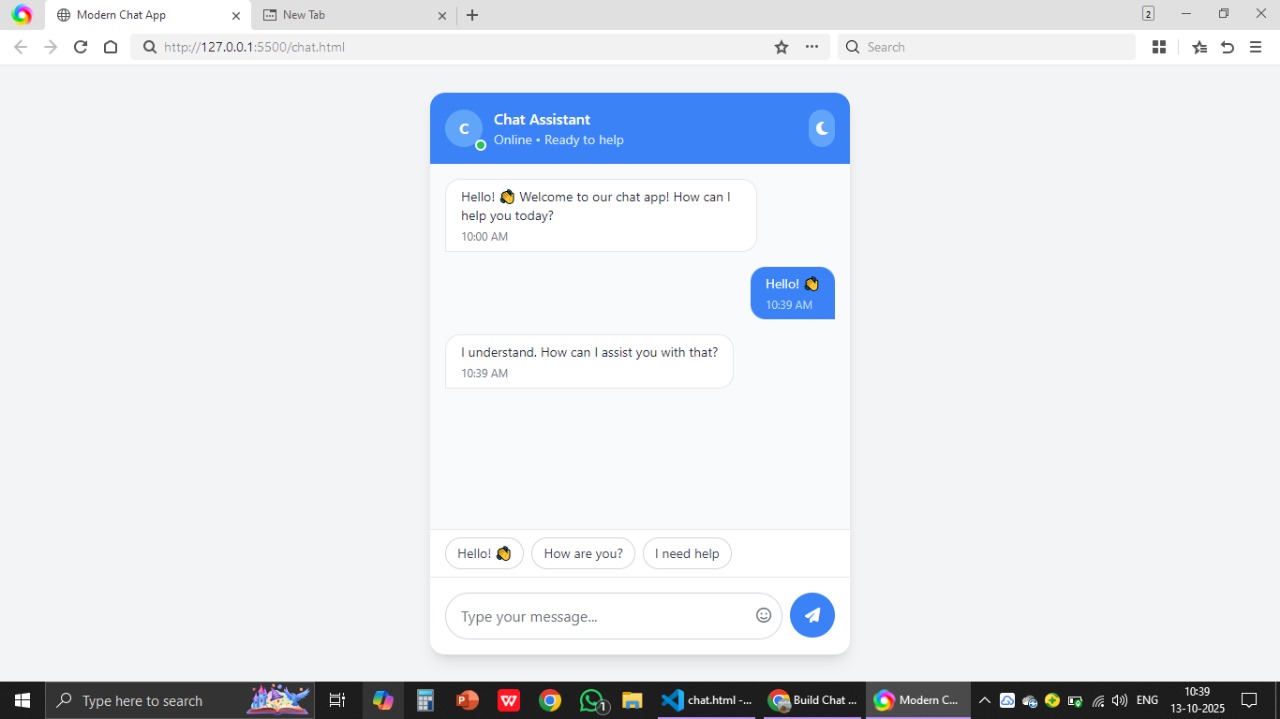 Modern Chat App
New Tab
2
http://127.0.0.1:5500/chat.html
Search
C
Chat Assistant
Online • Ready to help
Hello! 👋 Welcome to our chat app! How can I
help you today?
10:00 AM
Hello! 👋
10:39 AM
I understand. How can I assist you with that?
10:39 AM
Hello! 👋
How are you?
I need help
Type your message...
Type here to search
1
chat.html -...
Build Chat ...
Modern C...
ENG
10:39
13-10-2025